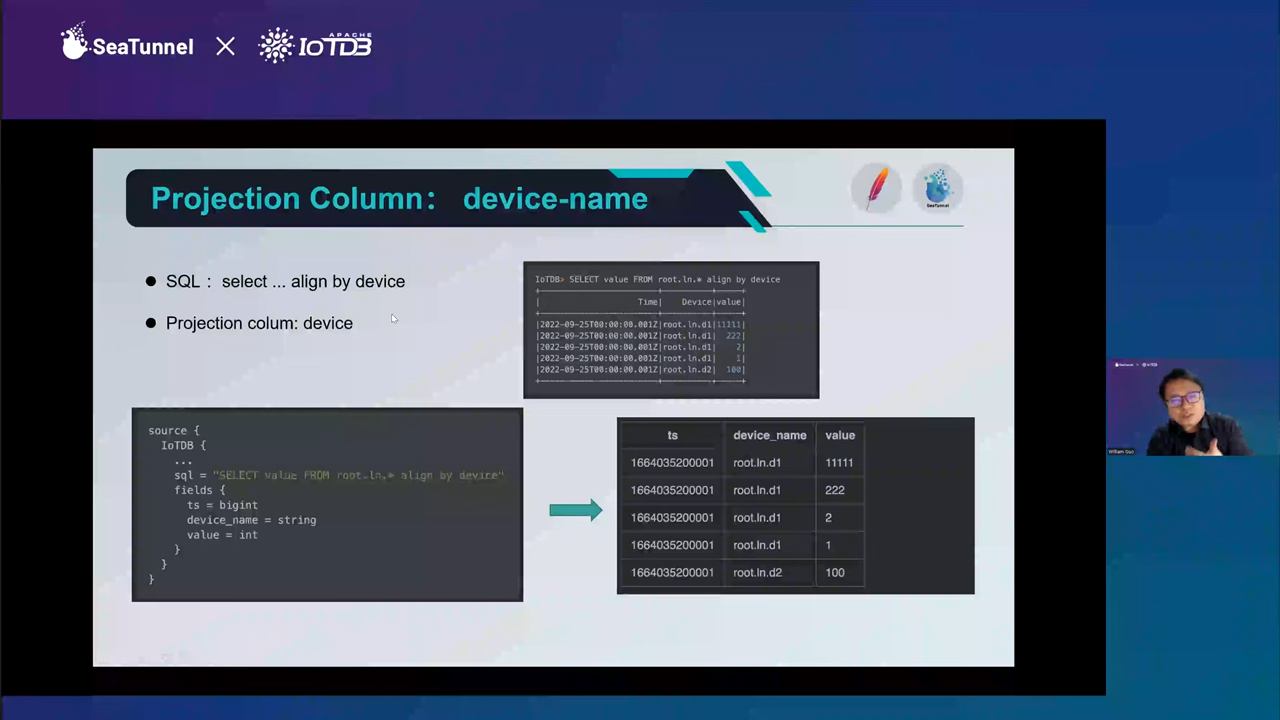 SeaTunnel X APACHE IOTDB
Projection Column： device-name
SeaTunnel
● SQL ： select ... align by device
● Projection colum: device
IoTDB> SELECT value FROM root.ln.* align by device
| Time| Device|value|
|2022-09-25T00:00:00.001Z|root.ln.d1|11111|
|2022-09-25T00:00:00.001Z|root.ln.d1| 222|
|2022-09-25T00:00:00.001Z|root.ln.d1| 2|
|2022-09-25T00:00:00.001Z|root.ln.d1| 1|
|2022-09-25T00:00:00.001Z|root.ln.d2| 100|
source {
IoTDB {
...
sql = "SELECT value FROM root.ln.* align by device"
fields {
ts = bigint
device_name = string
value = int
}
}
}
ts device_name value
1664035200001 root.ln.d1 11111
1664035200001 root.ln.d1 222
1664035200001 root.ln.d1 2
1664035200001 root.ln.d1 1
1664035200001 root.ln.d2 100
William Guo